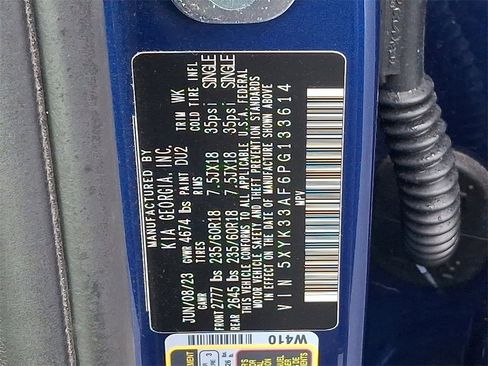 MANUFACTURED BY
KIA GEORGIA, INC.
JUN/08/23 GVWR 4674 lbs PAINT DU2 TRIM WK
GAWR TIRES RIMS COLD TIRE INFL
FRONT 2777 lbs 235/60R18 7.5JX18 35psi SINGLE
REAR 2645 lbs 235/60R18 7.5JX18 35psi SINGLE
THIS VEHICLE CONFORMS TO ALL APPLICABLE U.S.A. FEDERAL
MOTOR VEHICLE SAFETY, BUMPER AND THEFT PREVENTION STANDARDS
IN EFFECT ON THE DATE OF MANUFACTURE SHOWN ABOVE
VIN 5XYK33AF6PG133614
MPV
W410